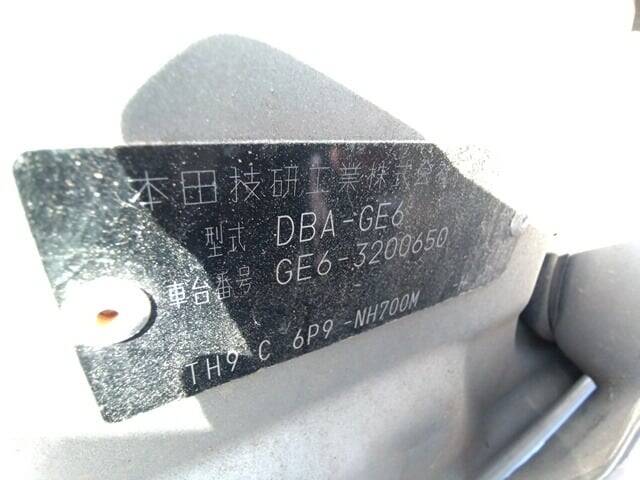 本田技研工業株式会社
型式 DBA-GE6
車台番号 GE6-3200650
TH9 C 6P9 -NH700M